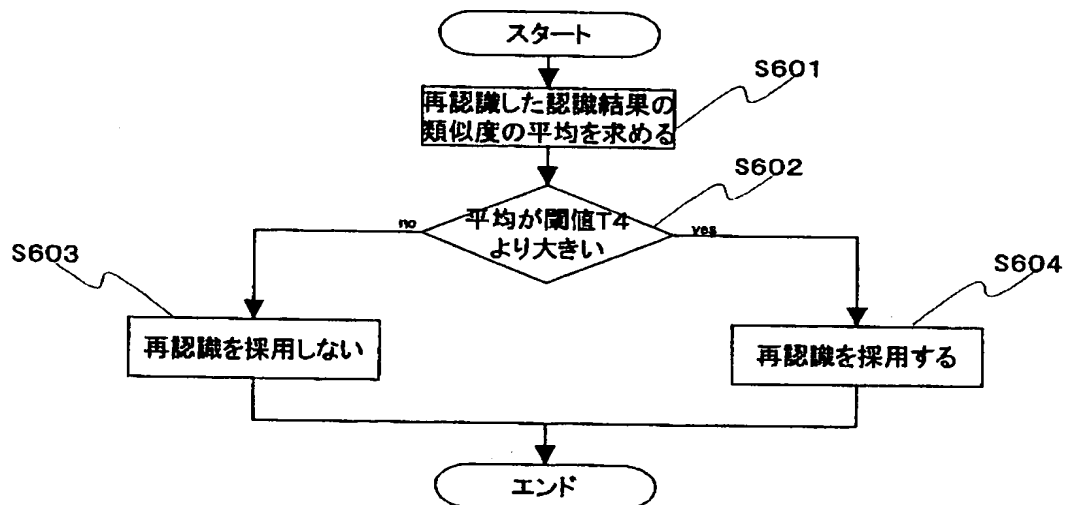 スタート
S601
再認識した認識結果の
類似度の平均を求める
S602
平均が閾値T4
より大きい
no
yes
S603
S604
再認識を採用しない
再認識を採用する
エンド